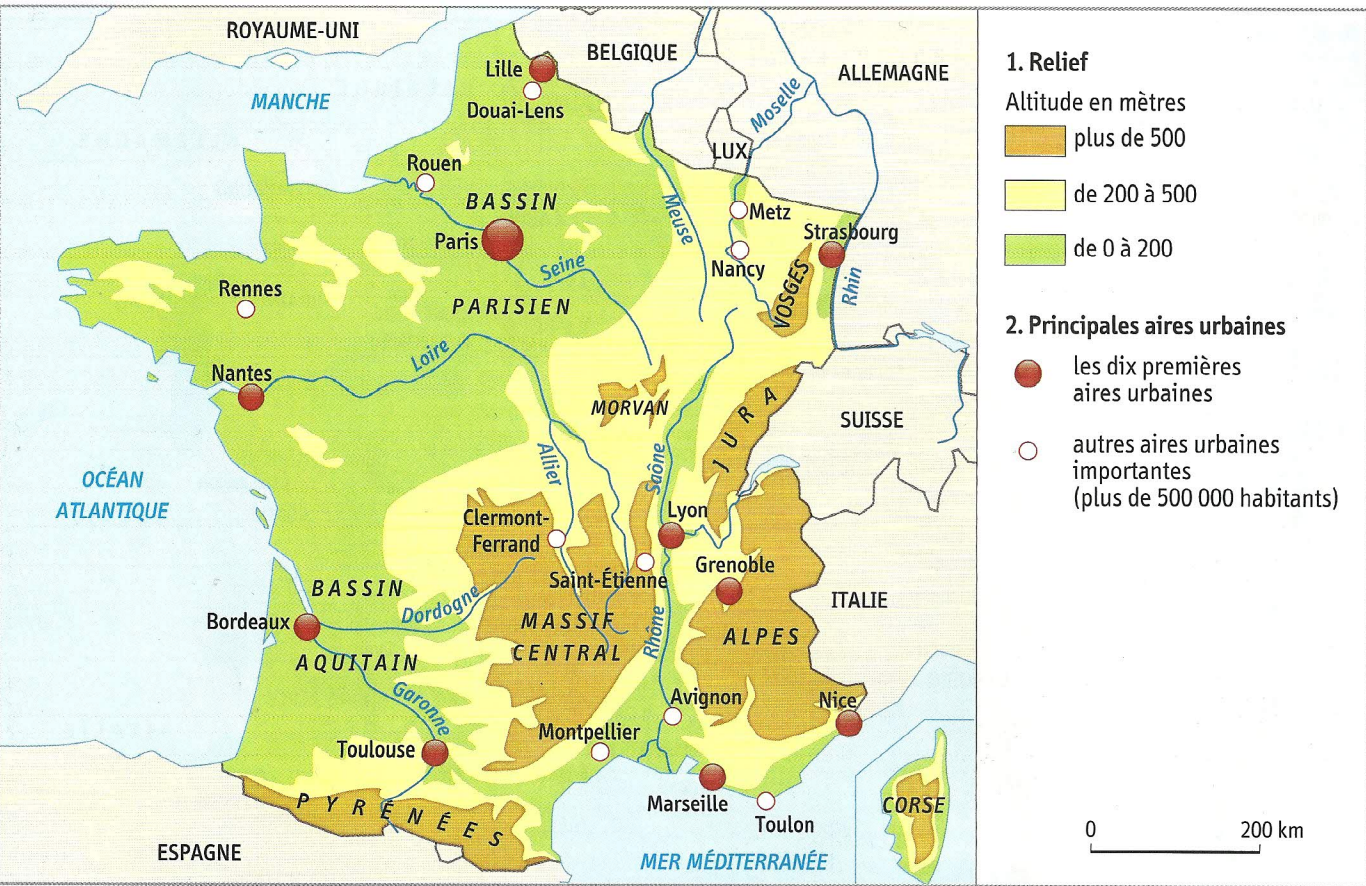 ROYAUME-UNI
BELGIQUE
ALLEMAGNE
MANCHE
Lille
Douai-Lens
Moselle
LUX.
Rouen
BASSIN
Paris
Meuse
Metz
Strasbourg
Nancy
VOSGES
Rhin
Seine
PARISIEN
Rennes
Loire
Nantes
MORVAN
JURA
SUISSE
OCÉAN
ATLANTIQUE
Allier
Saône
Lyon
Clermont-
Ferrand
Saint-Étienne
Grenoble
BASSIN
Dordogne
Bordeaux
MASSIF
CENTRAL
Rhône
ALPES
ITALIE
AQUITAIN
Garonne
Avignon
Nice
Montpellier
Toulouse
Marseille
Toulon
PYRÉNÉES
ESPAGNE
MER MÉDITERRANÉE
CORSE
1. Relief
Altitude en mètres
plus de 500
de 200 à 500
de 0 à 200
2. Principales aires urbaines
les dix premières
aires urbaines
autres aires urbaines
importantes
(plus de 500 000 habitants)
0 200 km